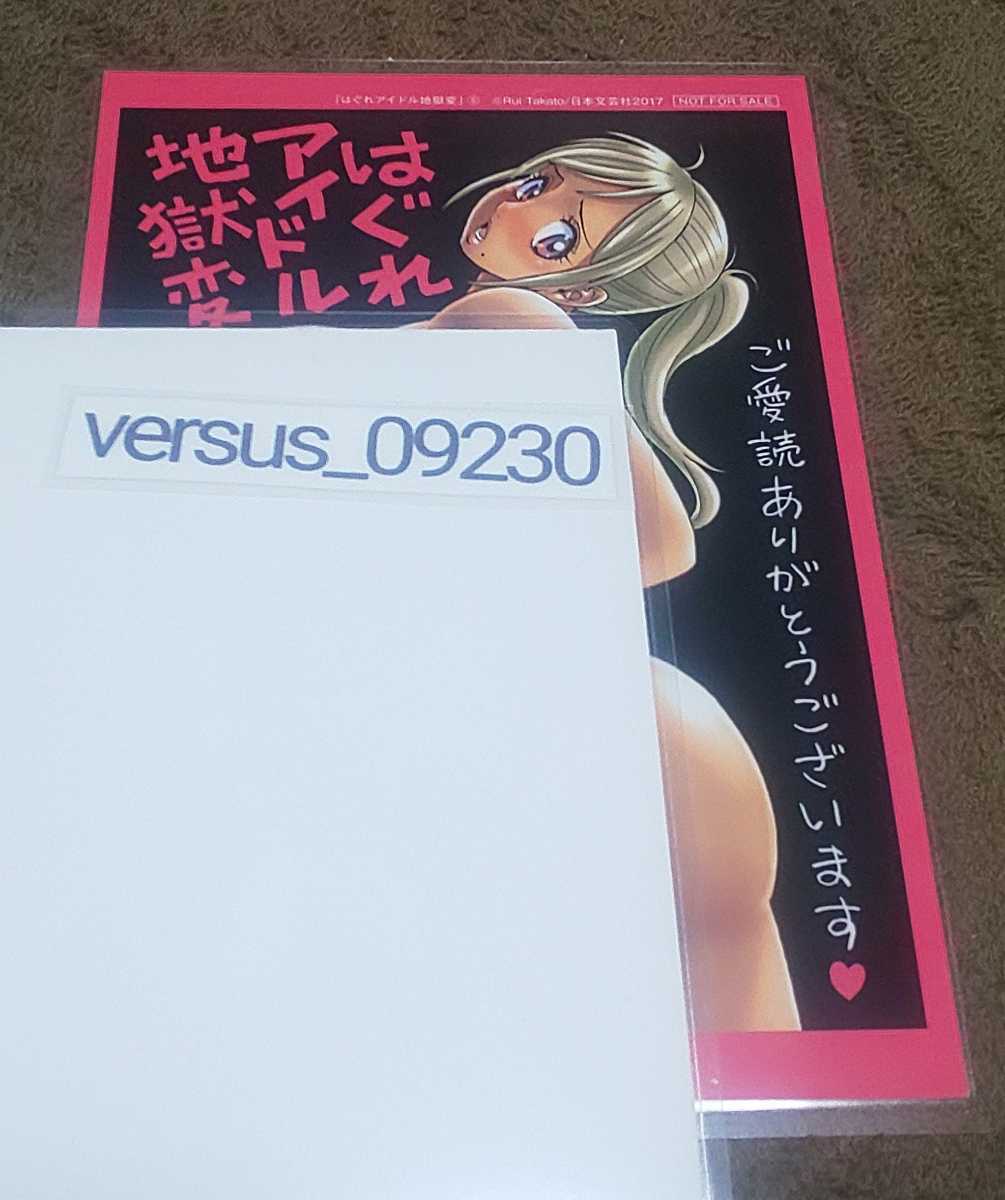 『はぐれアイドル地獄変』⑤ ©Rui Takato/日本文芸社2017 NOT FOR SALE
はぐれ
アイドル
地獄変
ご愛読ありがとうございます♥
versus_09230